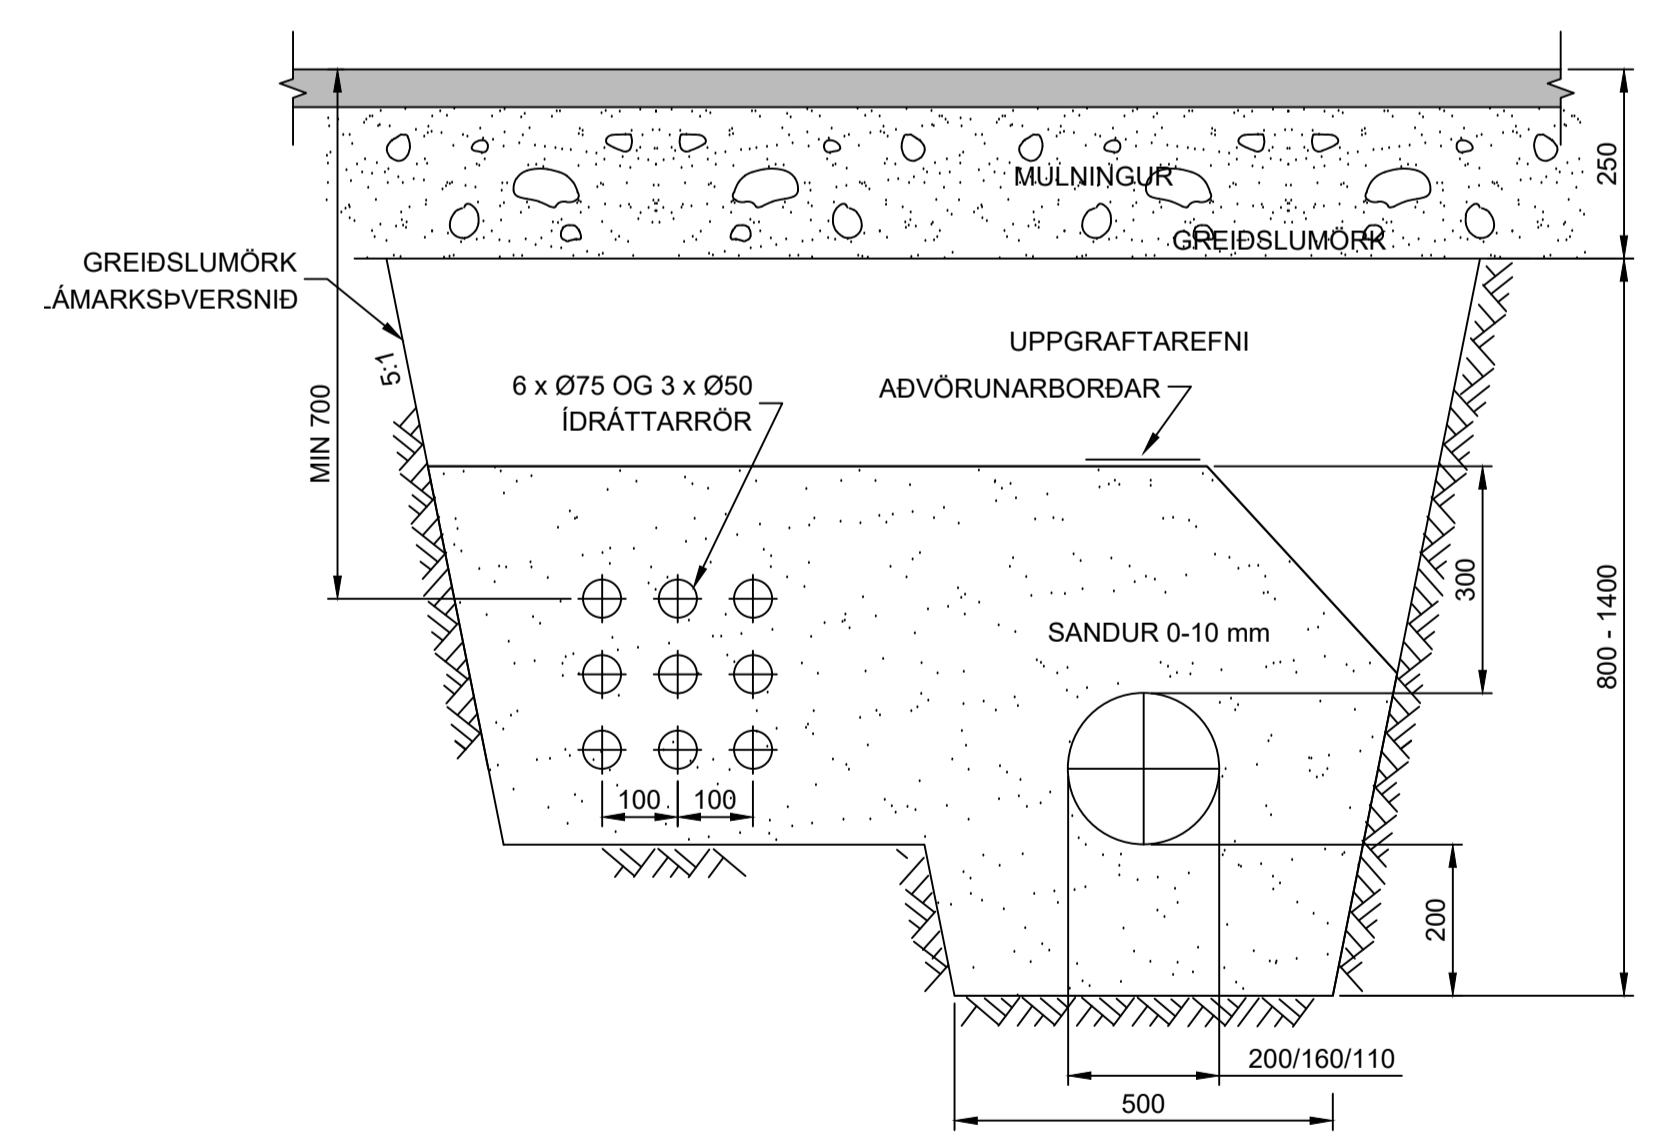 250
MULNINGUR
GREIÐSLUMÖRK
GREIÐSLUMÖRK
LÁMARKSÞVERSNIÐ
5:1
MIN 700
UPPGRAFTAREFNI
AÐVÖRUNARBORÐAR
6 x Ø75 OG 3 x Ø50
ÍDRÁTTARRÖR
SANDUR 0-10 mm
300
800 - 1400
100
100
200
200/160/110
500